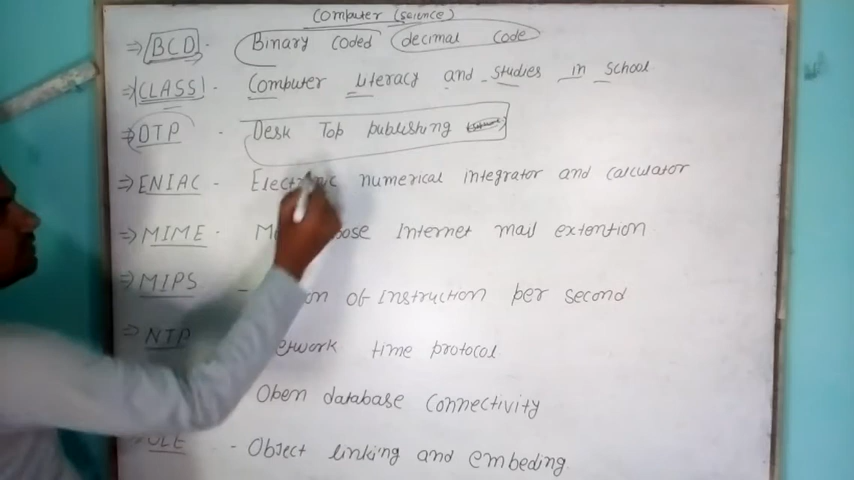 Computer (science)
⇒ BCD - Binary coded decimal code
⇒ CLASS - Computer Literacy and studies in school
⇒ DTP - Desk Top publishing
⇒ ENIAC - numerical integrator and calculator
⇒ MIME - Internet mail extention
⇒ MIPS - of instruction per second
⇒ NTP time protocol
Open database connectivity
OLE - Object linking and embeding